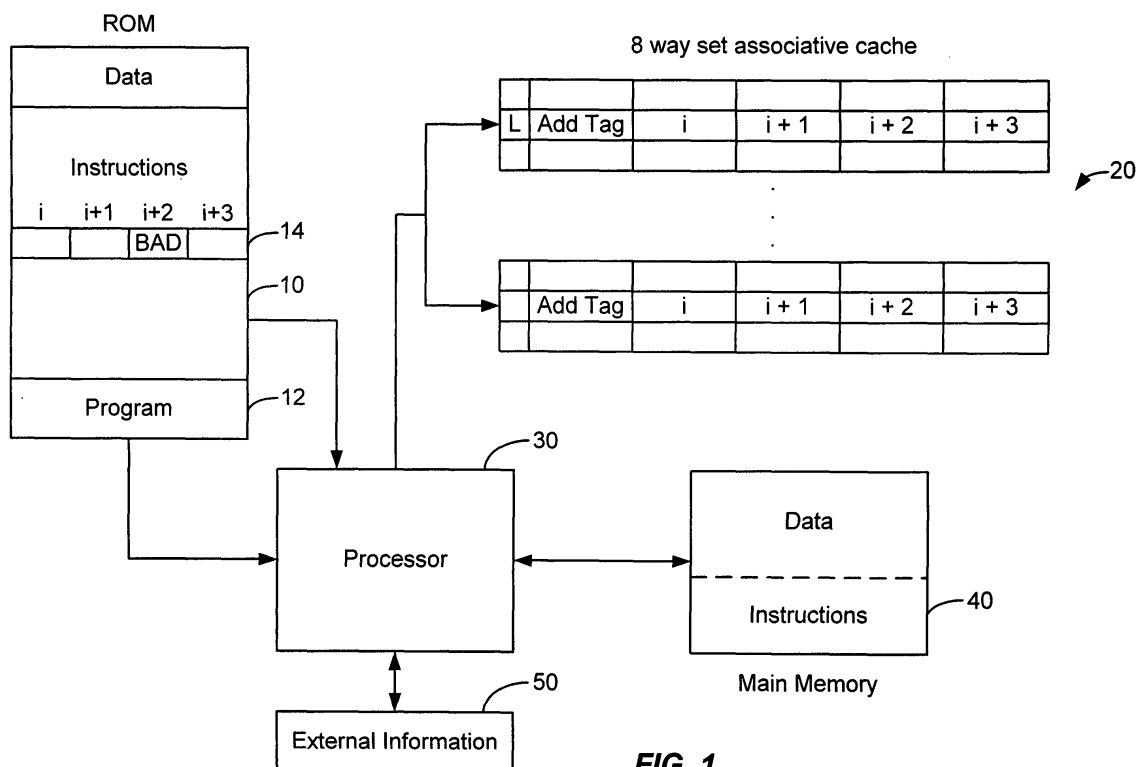 ROM
Data
Instructions
i i+1 i+2 i+3
BAD
14
10
Program
12
8 way set associative cache
L Add Tag i i + 1 i + 2 i + 3
20
Add Tag i i + 1 i + 2 i + 3
30
Processor
Data
Instructions
40
Main Memory
50
External Information
FIG. 1